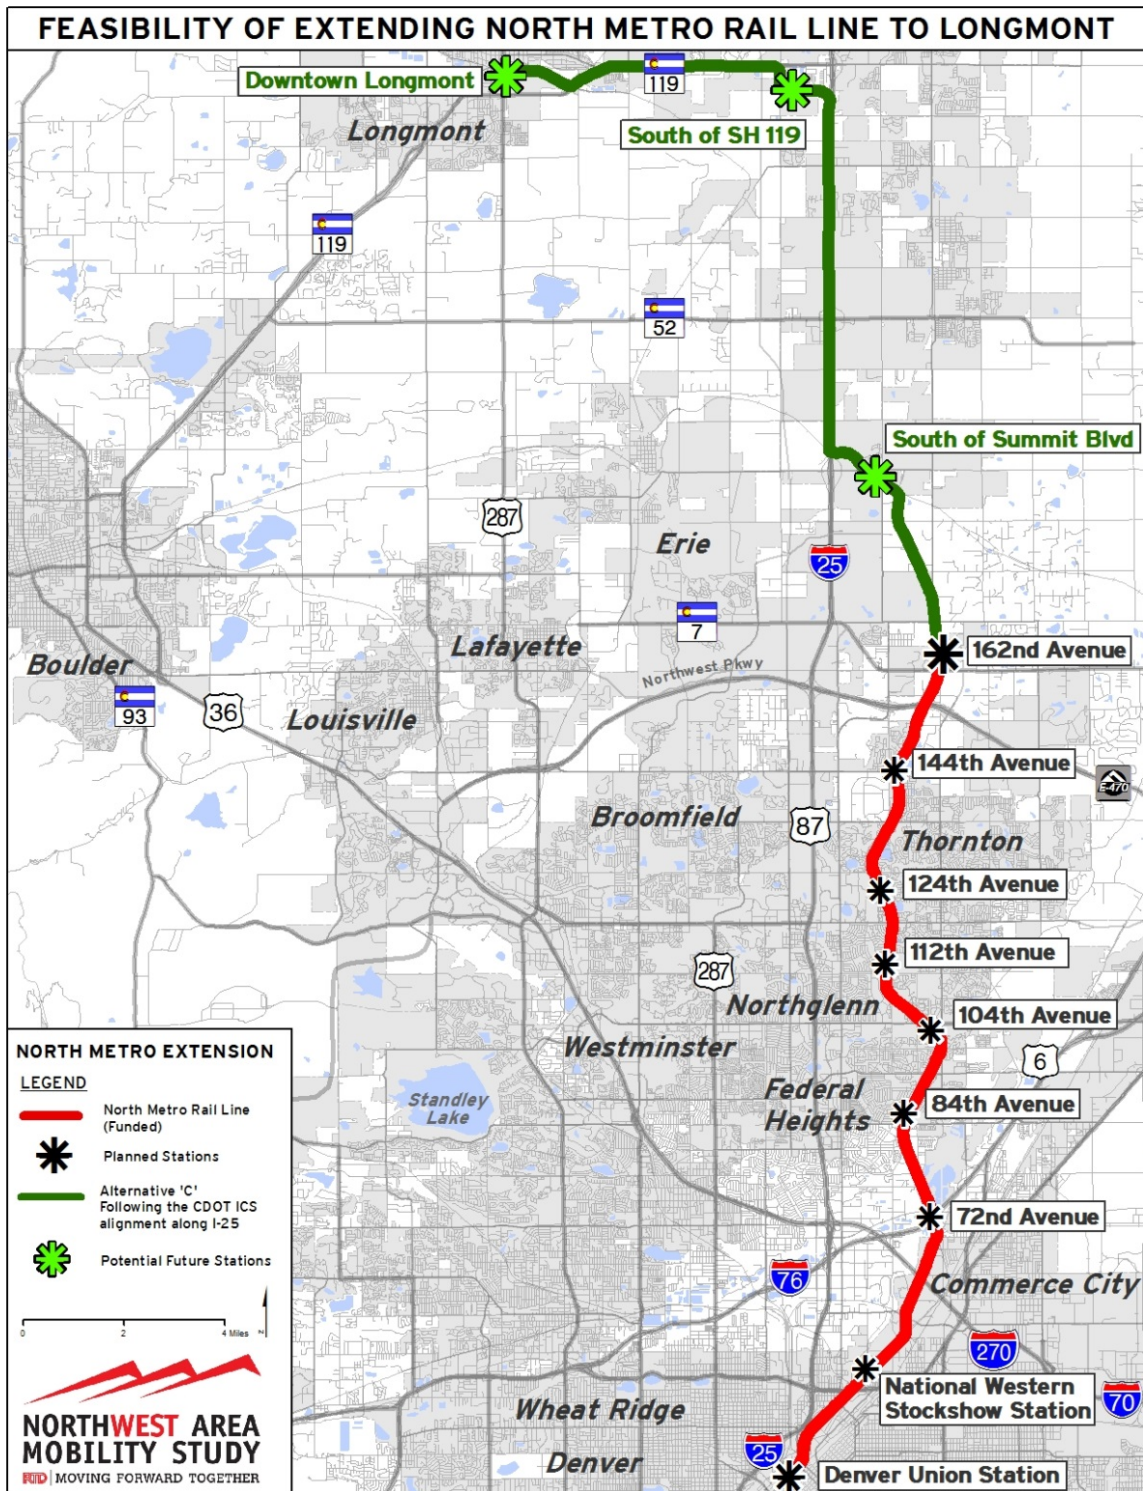 FEASIBILITY OF EXTENDING NORTH METRO RAIL LINE TO LONGMONT
Downtown Longmont
119
Longmont
South of SH 119
119
52
South of Summit Blvd
287
Erie
25
7
Lafayette
162nd Avenue
Boulder
Northwest Pkwy
93
36
Louisville
144th Avenue
E-470
Broomfield
87
Thornton
124th Avenue
112th Avenue
287
Northglenn
104th Avenue
Westminster
6
Standley
Lake
Federal
Heights
84th Avenue
72nd Avenue
76
Commerce City
270
National Western
Stockshow Station
70
Wheat Ridge
25
Denver
Denver Union Station
NORTH METRO EXTENSION
LEGEND
North Metro Rail Line
(Funded)
Planned Stations
Alternative 'C'
Following the CDOT ICS
alignment along I-25
Potential Future Stations
0 2 4 Miles
N
NORTHWEST AREA
MOBILITY STUDY
RTD | MOVING FORWARD TOGETHER